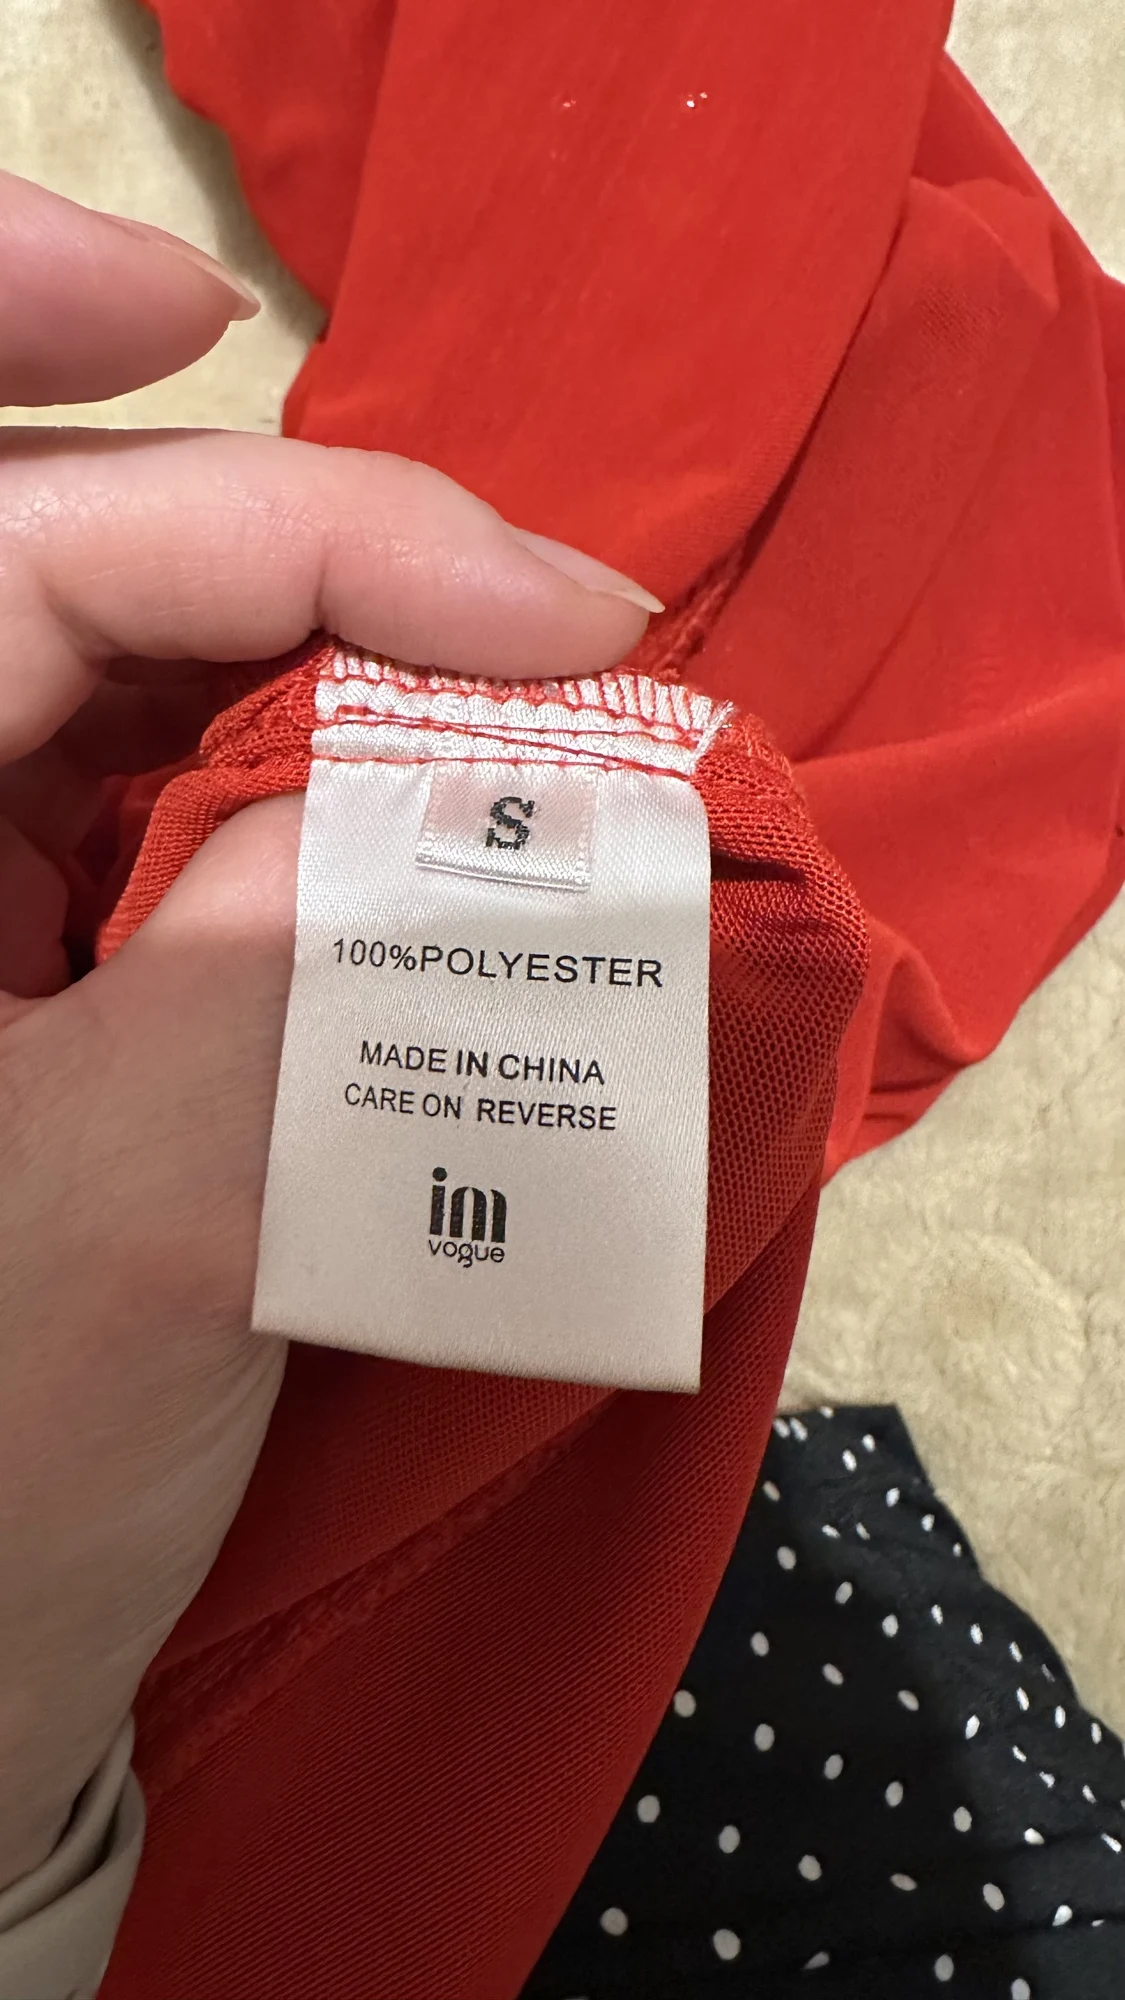 S
100%POLYESTER
MADE IN CHINA
CARE ON REVERSE
im
vogue